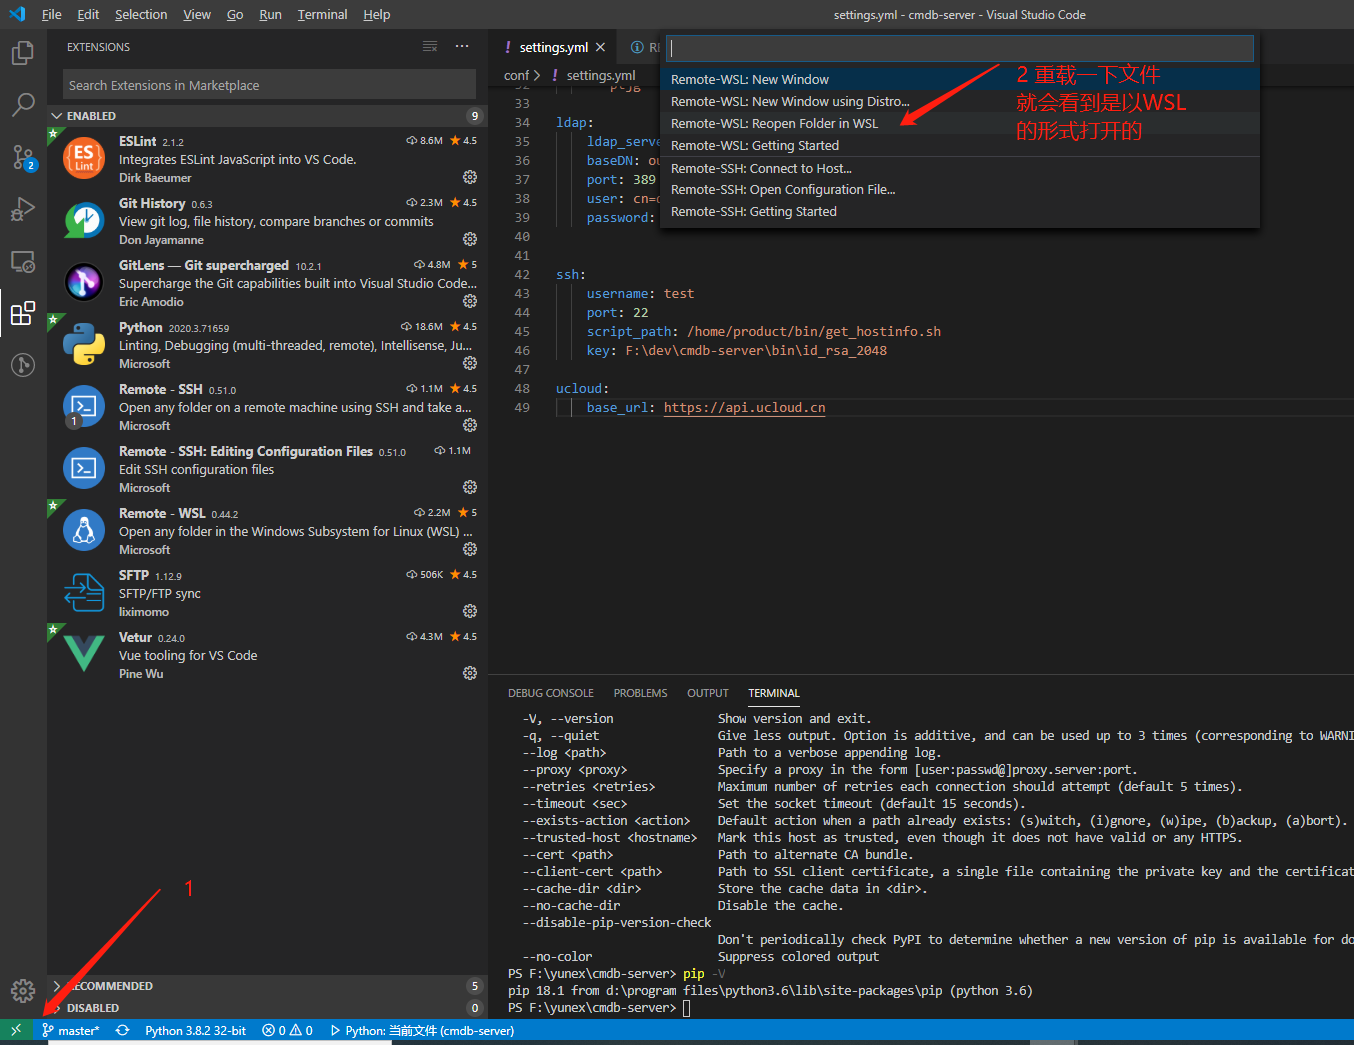 File Edit Selection View Go Run Terminal Help
settings.yml - cmdb-server - Visual Studio Code
EXTENSIONS
Search Extensions in Marketplace
ENABLED 9
ESLint 2.1.2 8.6M 4.5
Integrates ESLint JavaScript into VS Code.
Dirk Baeumer
Git History 0.6.3 2.3M 4.5
View git log, file history, compare branches or commits
Don Jayamanne
GitLens — Git supercharged 10.2.1 4.8M 5
Supercharge the Git capabilities built into Visual Studio Code...
Eric Amodio
Python 2020.3.71659 18.6M 4.5
Linting, Debugging (multi-threaded, remote), Intellisense, Ju...
Microsoft
Remote - SSH 0.51.0 1.1M 4.5
Open any folder on a remote machine using SSH and take a...
Microsoft
1
Remote - SSH: Editing Configuration Files 0.51.0 1.1M
Edit SSH configuration files
Microsoft
Remote - WSL 0.44.2 2.2M 5
Open any folder in the Windows Subsystem for Linux (WSL) ...
Microsoft
SFTP 1.12.9 506K 4.5
SFTP/FTP sync
liximomo
Vetur 0.24.0 4.3M 4.5
Vue tooling for VS Code
Pine Wu
2
ES
Lint
RECOMMENDED 5
DISABLED 0
1
! settings.yml
conf > ! settings.yml
Remote-WSL: New Window
Remote-WSL: New Window using Distro...
Remote-WSL: Reopen Folder in WSL
Remote-WSL: Getting Started
Remote-SSH: Connect to Host...
Remote-SSH: Open Configuration File...
Remote-SSH: Getting Started
2 重载一下文件
就会看到是以WSL
的形式打开的
33
34 ldap:
35 ldap_serve
36 baseDN: ou
37 port: 389
38 user: cn=
39 password:
40
41
42 ssh:
43 username: test
44 port: 22
45 script_path: /home/product/bin/get_hostinfo.sh
46 key: F:\dev\cmdb-server\bin\id_rsa_2048
47
48 ucloud:
49 base_url: https://api.ucloud.cn
DEBUG CONSOLE PROBLEMS OUTPUT TERMINAL
-V, --version Show version and exit.
-q, --quiet Give less output. Option is additive, and can be used up to 3 times (corresponding to WARNI
--log <path> Path to a verbose appending log.
--proxy <proxy> Specify a proxy in the form [user:passwd@]proxy.server:port.
--retries <retries> Maximum number of retries each connection should attempt (default 5 times).
--timeout <sec> Set the socket timeout (default 15 seconds).
--exists-action <action> Default action when a path already exists: (s)witch, (i)gnore, (w)ipe, (b)ackup, (a)bort).
--trusted-host <hostname> Mark this host as trusted, even though it does not have valid or any HTTPS.
--cert <path> Path to alternate CA bundle.
--client-cert <path> Path to SSL client certificate, a single file containing the private key and the certificat
--cache-dir <dir> Store the cache data in <dir>.
--no-cache-dir Disable the cache.
--disable-pip-version-check
Don't periodically check PyPI to determine whether a new version of pip is available for do
--no-color Suppress colored output
PS F:\yunex\cmdb-server> pip -V
pip 18.1 from d:\program files\python3.6\lib\site-packages\pip (python 3.6)
PS F:\yunex\cmdb-server>
master* Python 3.8.2 32-bit 0 0 Python: 当前文件 (cmdb-server)